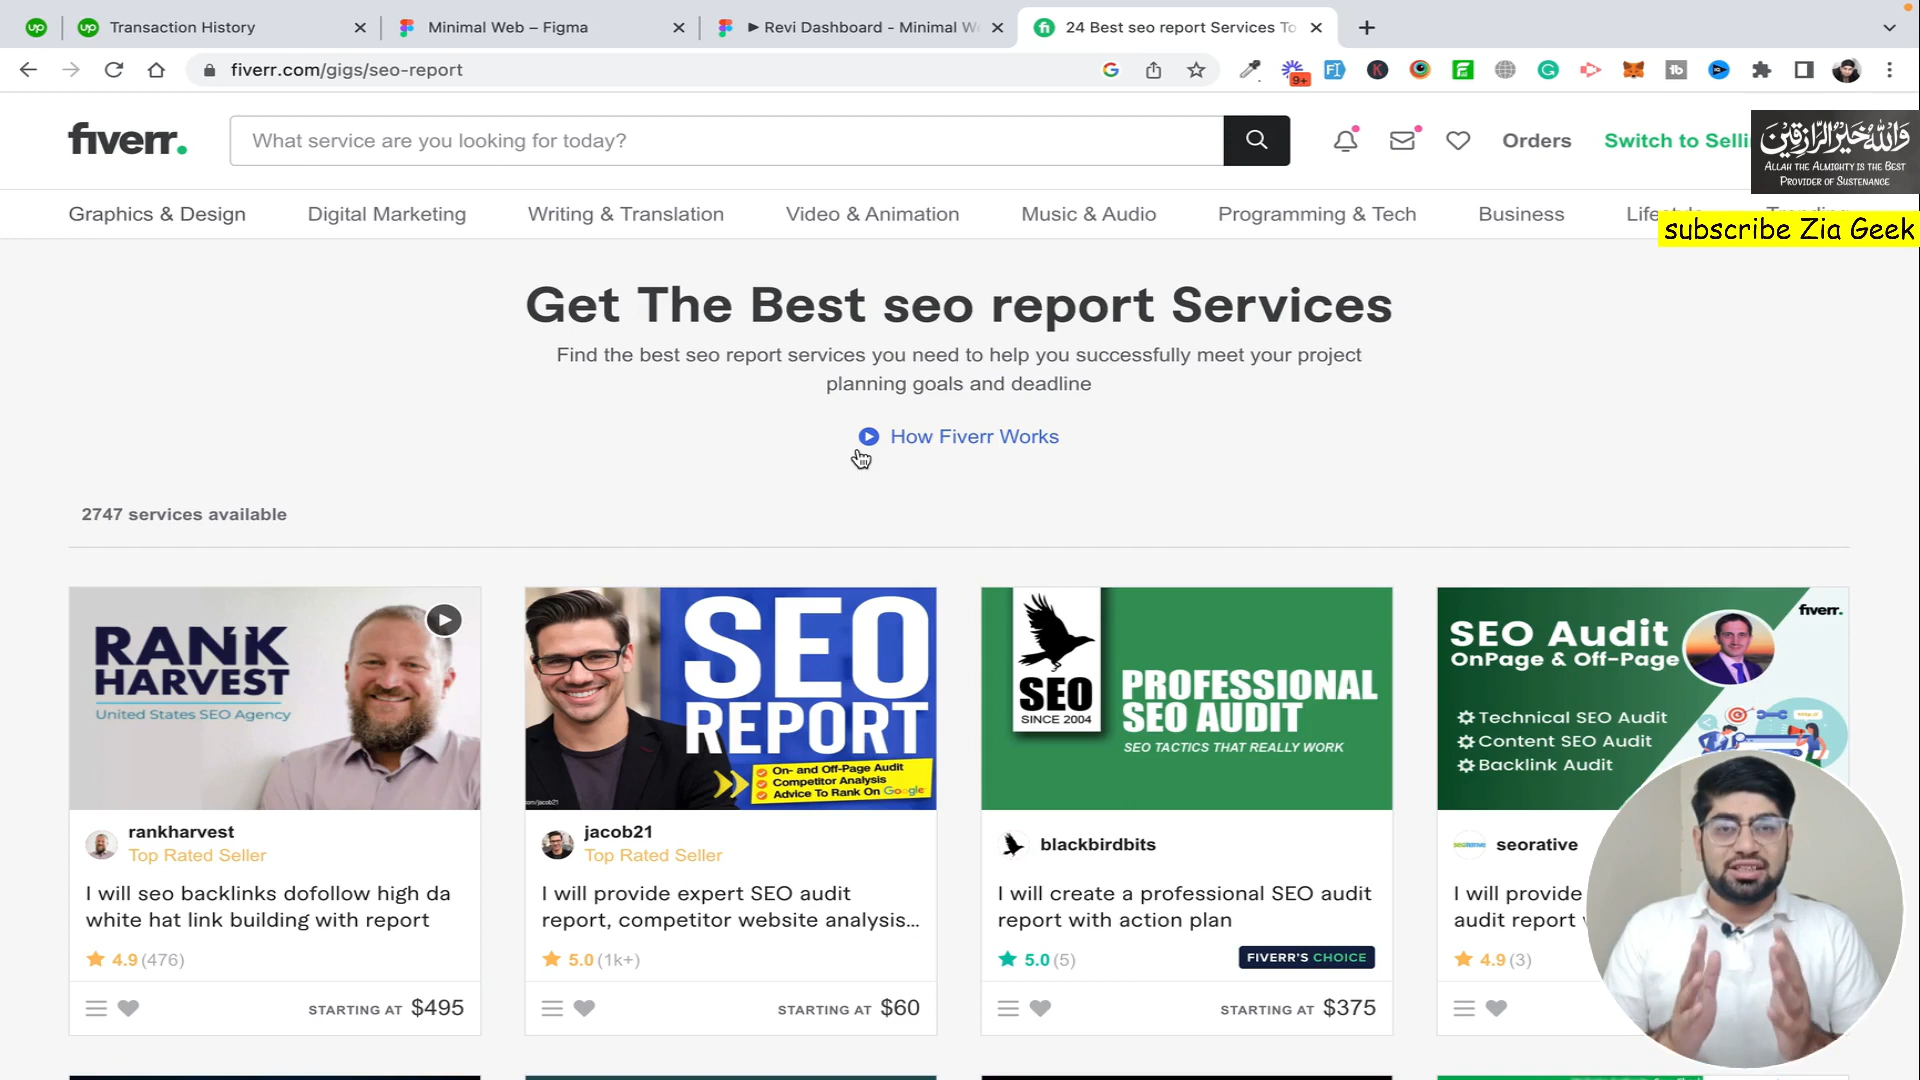 Transaction History
Minimal Web – Figma
Revi Dashboard - Minimal W
24 Best seo report Services To
fiverr.com/gigs/seo-report
9+
fiverr.
What service are you looking for today?
Orders
Switch to Selli
والله خير الرازقين
ALLAH THE ALMIGHTY IS THE BEST
PROVIDER OF SUSTENANCE
Graphics & Design
Digital Marketing
Writing & Translation
Video & Animation
Music & Audio
Programming & Tech
Business
subscribe Zia Geek
Get The Best seo report Services
Find the best seo report services you need to help you successfully meet your project
planning goals and deadline
How Fiverr Works
2747 services available
RANK
HARVEST
United States SEO Agency
SEO
REPORT
On- and Off-Page Audit
Competitor Analysis
Advice To Rank On Google
SEO
SINCE 2004
PROFESSIONAL
SEO AUDIT
SEO TACTICS THAT REALLY WORK
fiverr.
SEO Audit
OnPage & Off-Page
Technical SEO Audit
Content SEO Audit
Backlink Audit
rankharvest
Top Rated Seller
I will seo backlinks dofollow high da
white hat link building with report
4.9 (476)
STARTING AT $495
jacob21
Top Rated Seller
I will provide expert SEO audit
report, competitor website analysis...
5.0 (1k+)
STARTING AT $60
blackbirdbits
I will create a professional SEO audit
report with action plan
5.0 (5)
FIVERR'S CHOICE
STARTING AT $375
seorative
I will provide
audit report
4.9 (3)